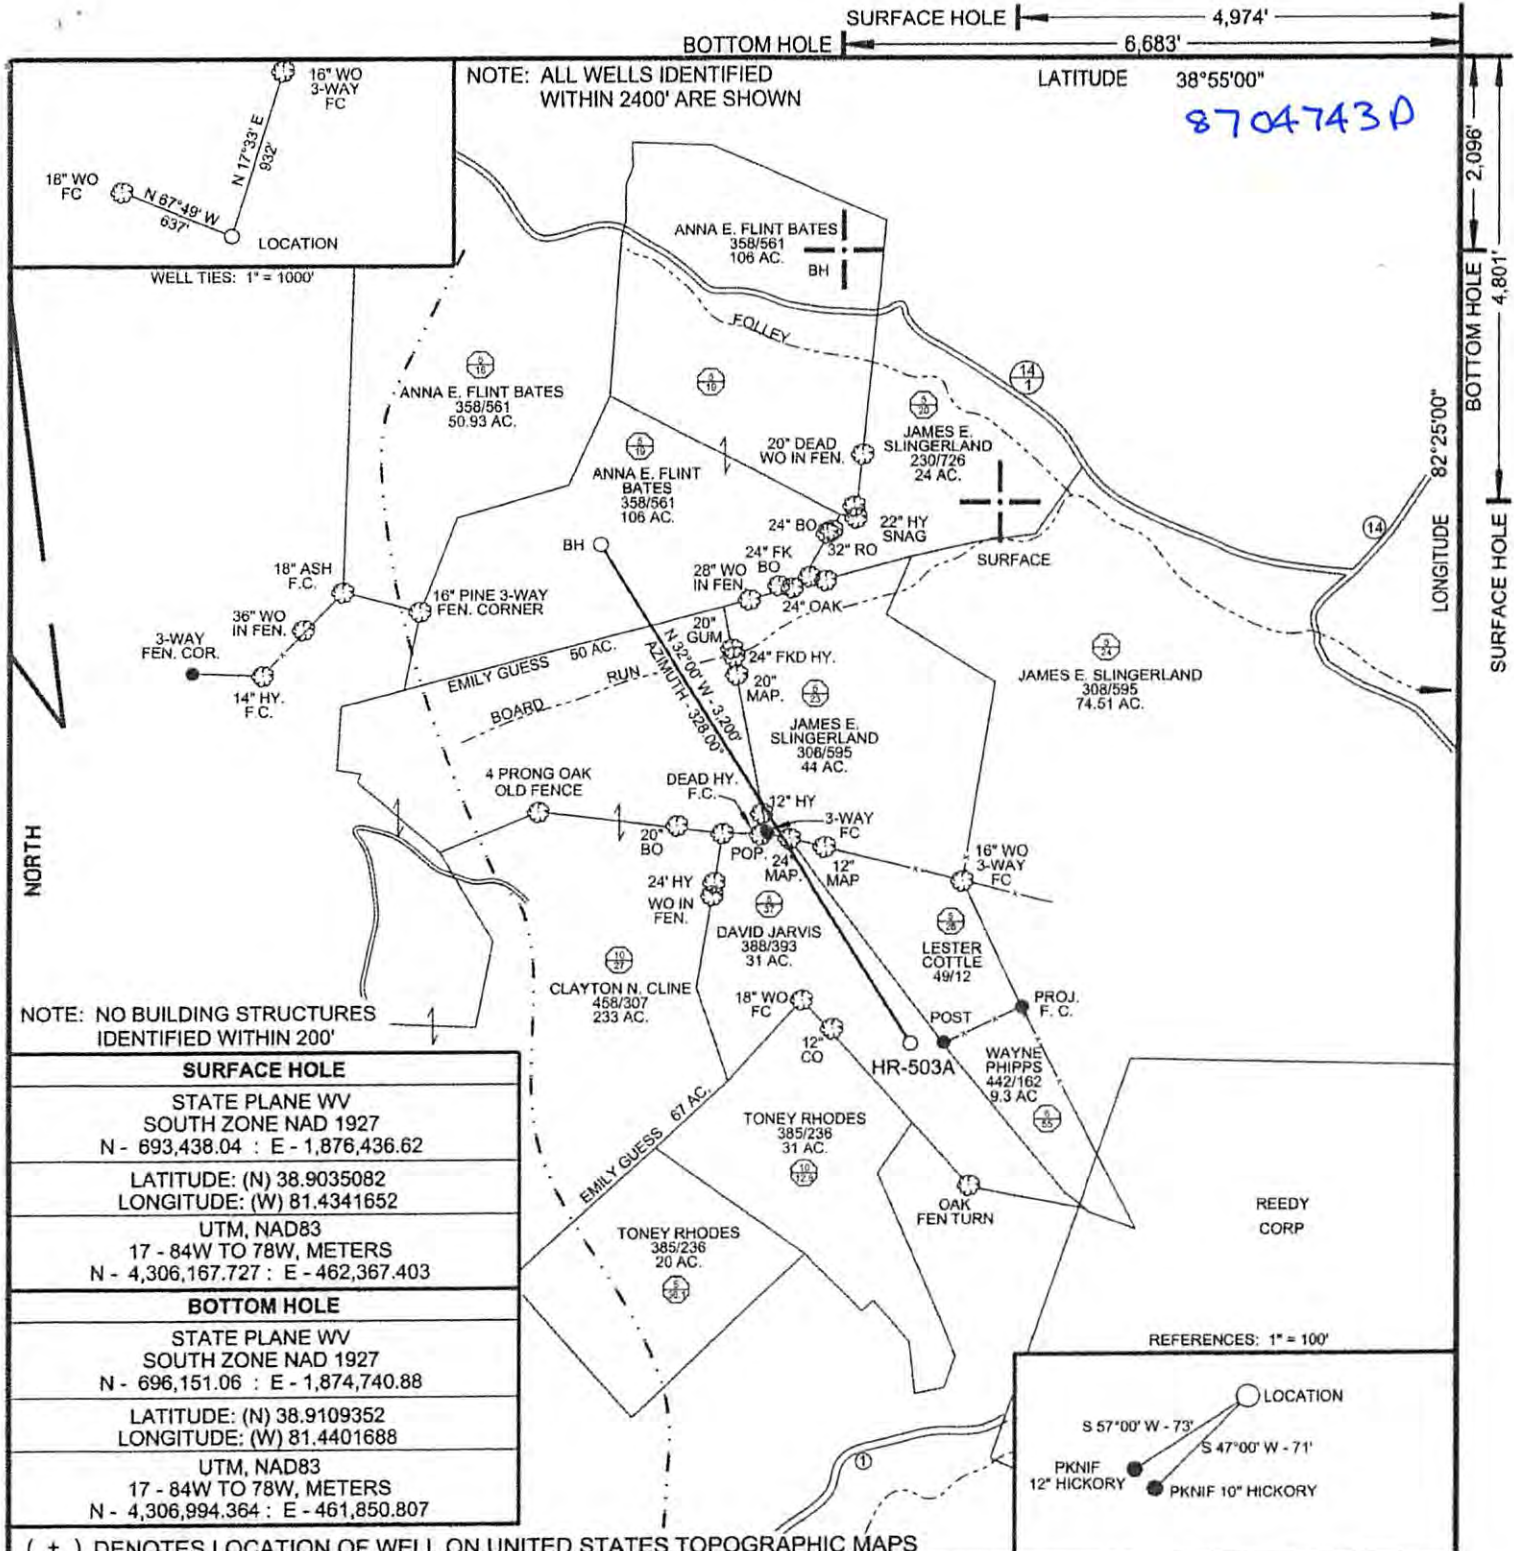 SURFACE HOLE 4,974'
BOTTOM HOLE 6,683'
16" WO
3-WAY
FC
N 17°33' E
932'
18" WO
FC
N 67°49' W
637'
LOCATION
WELL TIES: 1" = 1000'
NOTE: ALL WELLS IDENTIFIED
WITHIN 2400' ARE SHOWN
LATITUDE 38°55'00"
8704743D
2,096'
BOTTOM HOLE
4,801'
SURFACE HOLE
LONGITUDE 82°25'00"
ANNA E. FLINT BATES
358/561
106 AC.
BH
FOLLEY
5
16
ANNA E. FLINT BATES
358/561
50.93 AC.
5
19
14
1
5
20
JAMES E.
SLINGERLAND
230/726
24 AC.
5
19
ANNA E. FLINT
BATES
358/561
106 AC.
20" DEAD
WO IN FEN.
24" BO
22" HY
SNAG
32" RO
14
BH
24" FK
BO
SURFACE
28" WO
IN FEN.
24" OAK
18" ASH
F.C.
16" PINE 3-WAY
FEN. CORNER
36" WO
IN FEN.
3-WAY
FEN. COR.
14" HY.
F.C.
20"
GUM
24" FKD HY.
20"
MAP.
EMILY GUESS 50 AC.
BOARD RUN
N 32°00' W - 3,200'
AZIMUTH - 328.00°
JAMES E. SLINGERLAND
308/595
74.51 AC.
JAMES E.
SLINGERLAND
308/595
44 AC.
4 PRONG OAK
OLD FENCE
DEAD HY.
F.C.
12" HY
3-WAY
FC
20"
BO
POP.
24"
MAP.
12"
MAP
16" WO
3-WAY
FC
NORTH
24' HY
WO IN
FEN.
5
37
DAVID JARVIS
388/393
31 AC.
LESTER
COTTLE
49/12
10
27
CLAYTON N. CLINE
458/307
233 AC.
18" WO
FC
12"
CO
POST
PROJ.
F. C.
HR-503A
WAYNE
PHIPPS
442/162
9.3 AC
55
NOTE: NO BUILDING STRUCTURES
IDENTIFIED WITHIN 200'
SURFACE HOLE
STATE PLANE WV
SOUTH ZONE NAD 1927
N - 693,438.04 : E - 1,876,436.62
LATITUDE: (N) 38.9035082
LONGITUDE: (W) 81.4341652
UTM, NAD83
17 - 84W TO 78W, METERS
N - 4,306,167.727 : E - 462,367.403
BOTTOM HOLE
STATE PLANE WV
SOUTH ZONE NAD 1927
N - 696,151.06 : E - 1,874,740.88
LATITUDE: (N) 38.9109352
LONGITUDE: (W) 81.4401688
UTM, NAD83
17 - 84W TO 78W, METERS
N - 4,306,994.364 : E - 461,850.807
EMILY GUESS 67 AC.
TONEY RHODES
385/236
31 AC.
10
TONEY RHODES
385/236
20 AC.
OAK
FEN TURN
REEDY
CORP
1
REFERENCES: 1" = 100'
LOCATION
S 57°00' W - 73'
S 47°00' W - 71'
PKNIF
12" HICKORY
PKNIF 10" HICKORY
( + ) DENOTES LOCATION OF WELL ON UNITED STATES TOPOGRAPHIC MAPS